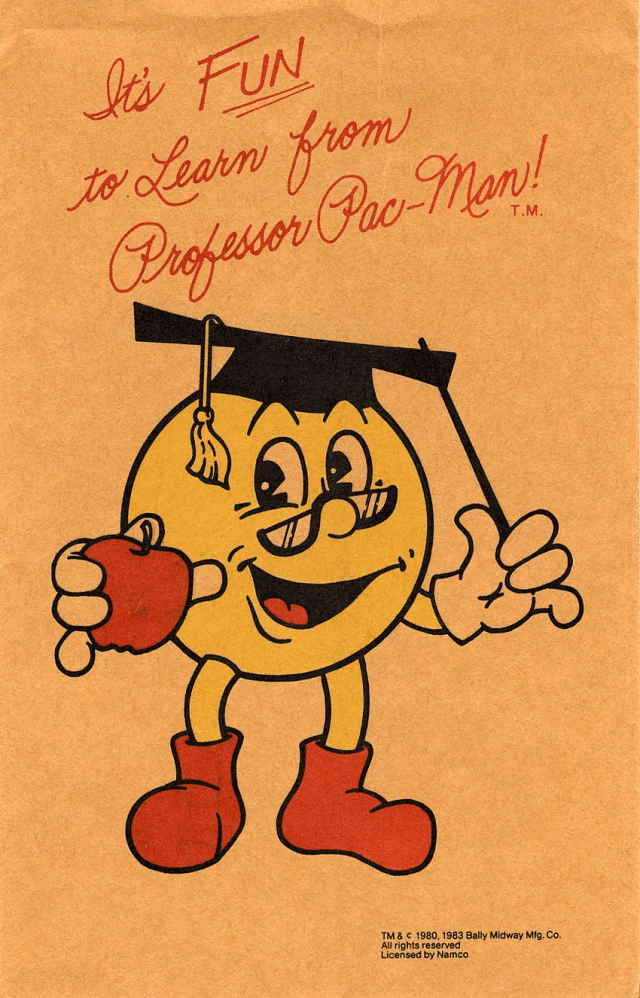 It's FUN
to Learn from
Professor Pac-Man!
T.M.
TM & © 1980, 1983 Bally Midway Mfg. Co.
All rights reserved
Licensed by Namco